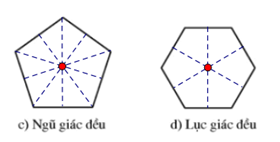 c) Ngũ giác đều
d) Lục giác đều